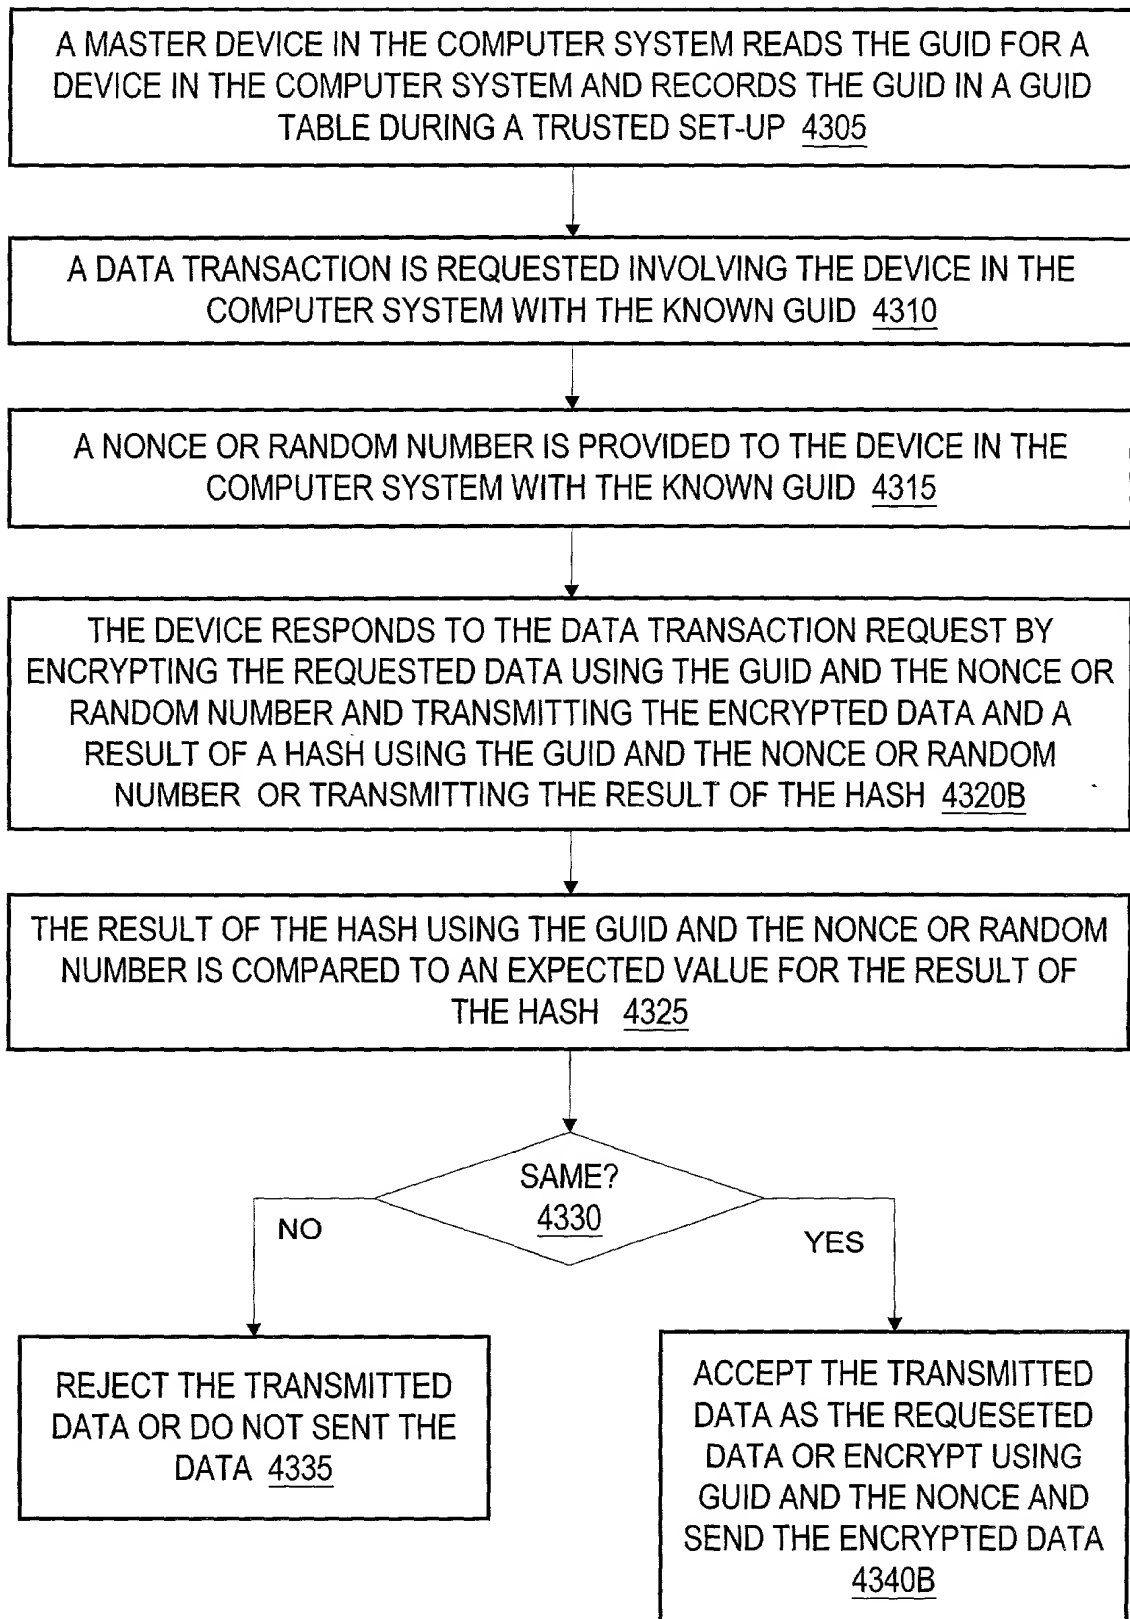 A MASTER DEVICE IN THE COMPUTER SYSTEM READS THE GUID FOR A
DEVICE IN THE COMPUTER SYSTEM AND RECORDS THE GUID IN A GUID
TABLE DURING A TRUSTED SET-UP 4305
A DATA TRANSACTION IS REQUESTED INVOLVING THE DEVICE IN THE
COMPUTER SYSTEM WITH THE KNOWN GUID 4310
A NONCE OR RANDOM NUMBER IS PROVIDED TO THE DEVICE IN THE
COMPUTER SYSTEM WITH THE KNOWN GUID 4315
THE DEVICE RESPONDS TO THE DATA TRANSACTION REQUEST BY
ENCRYPTING THE REQUESTED DATA USING THE GUID AND THE NONCE OR
RANDOM NUMBER AND TRANSMITTING THE ENCRYPTED DATA AND A
RESULT OF A HASH USING THE GUID AND THE NONCE OR RANDOM
NUMBER OR TRANSMITTING THE RESULT OF THE HASH 4320B
THE RESULT OF THE HASH USING THE GUID AND THE NONCE OR RANDOM
NUMBER IS COMPARED TO AN EXPECTED VALUE FOR THE RESULT OF
THE HASH 4325
SAME?
4330
NO
YES
REJECT THE TRANSMITTED
DATA OR DO NOT SENT THE
DATA 4335
ACCEPT THE TRANSMITTED
DATA AS THE REQUESETED
DATA OR ENCRYPT USING
GUID AND THE NONCE AND
SEND THE ENCRYPTED DATA
4340B